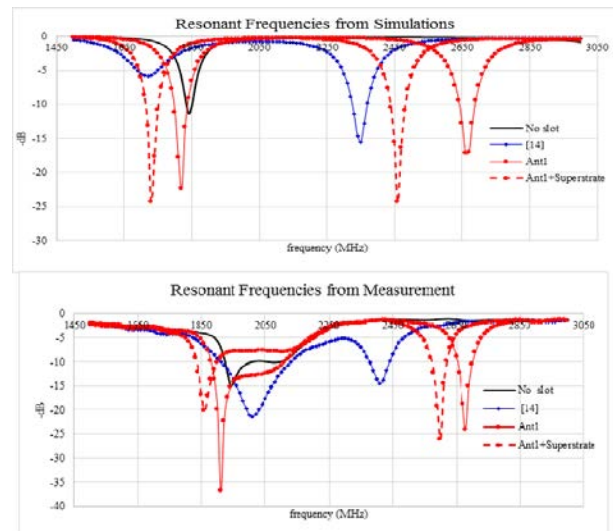 Resonant Frequencies from Simulations
0
1450 1650 1850 2050 2250 2450 2650 2850 3050
-5
-10
-15
-20
-25
-30
-dB
No slot
[14]
Ant1
Ant1+Superstrate
frequency (MHz)
Resonant Frequencies from Measurement
0
1450 1650 1850 2050 2250 2450 2650 2850 3050
-5
-10
-15
-20
-25
-30
-35
-40
-dB
No slot
[14]
Ant1
Ant1+Superstrate
frequency (MHz)